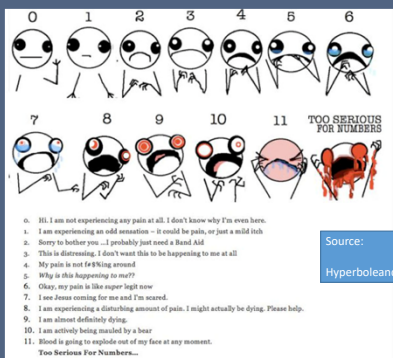 0 1 2 3 4 5 6
7 8 9 10 11 TOO SERIOUS
FOR NUMBERS
0. Hi. I am not experiencing any pain at all. I don't know why I'm even here.
1. I am experiencing an odd sensation – it could be pain, or just a mild itch
2. Sorry to bother you ...I probably just need a Band Aid
3. This is distressing. I don't want this to be happening to me at all
4. My pain is not f#$%ing around
5. Why is this happening to me??
6. Okay, my pain is like super legit now
7. I see Jesus coming for me and I'm scared.
8. I am experiencing a disturbing amount of pain. I might actually be dying. Please help.
9. I am almost definitely dying.
10. I am actively being mauled by a bear
11. Blood is going to explode out of my face at any moment.
Too Serious For Numbers...
Source:
Hyperbolean